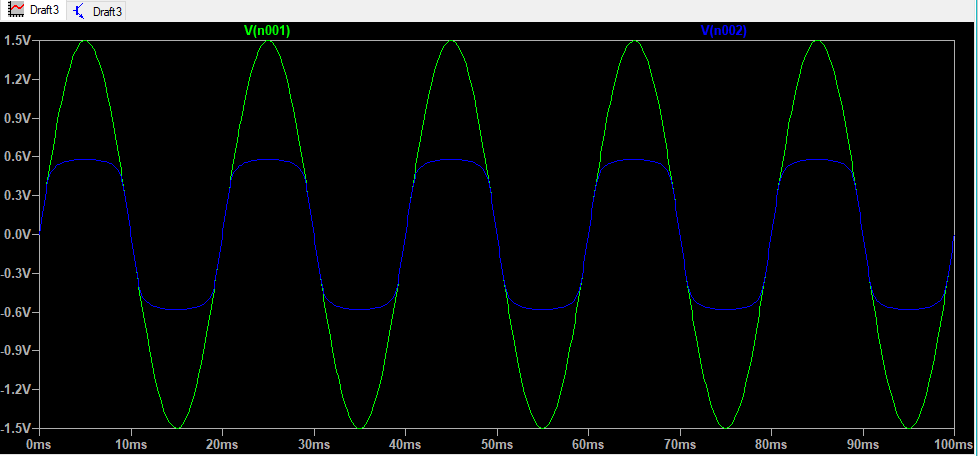 Draft3 Draft3
V(n001) V(n002)
1.5V
1.2V
0.9V
0.6V
0.3V
0.0V
-0.3V
-0.6V
-0.9V
-1.2V
-1.5V
0ms 10ms 20ms 30ms 40ms 50ms 60ms 70ms 80ms 90ms 100ms